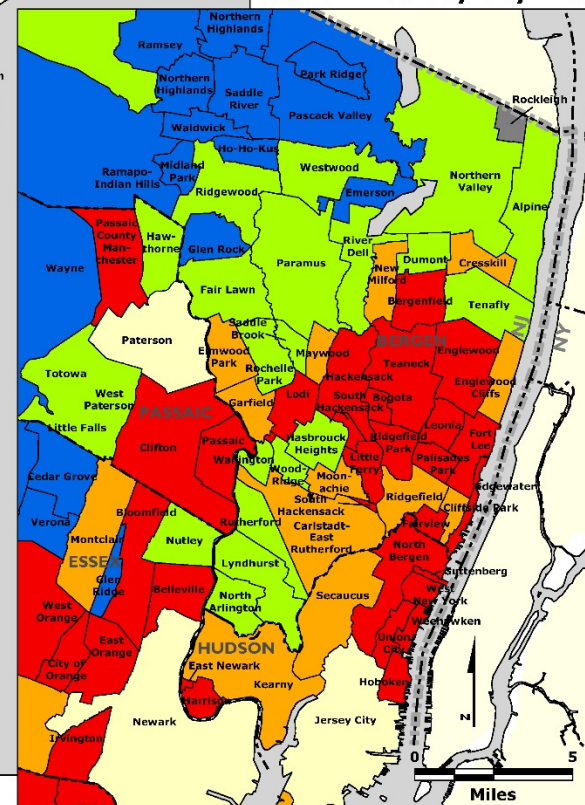 Northern
Highlands
Ramsey
Park Ridge
Northern
Highlands
Saddle
River
Rockleigh
Pascack Valley
Waldwick
Ho-Ho-Kus
Midland
Park
Westwood
Ramapo-
Indian Hills
Ridgewood
Emerson
Northern
Valley
Alpine
Passaic
County
Man-
chester
Haw-
thorne
Glen Rock
River
Dell
Paramus
Dumont
Cresskill
Wayne
New
Milford
Fair Lawn
Bergenfield
Tenafly
NJ
NY
Saddle
Brook
Paterson
Elmwood
Park
Maywood
BERGEN
Englewood
Teaneck
Rochelle
Park
Hackensack
Totowa
Englewood
Cliffs
West
Paterson
Lodi
South
Hackensack
Bogota
Garfield
PASSAIC
Leonia
Little Falls
Hasbrouck
Heights
Ridgefield
Park
Fort
Lee
Clifton
Passaic
Wallington
Little
Ferry
Palisades
Park
Wood-
Ridge
Moon-
achie
Cedar Grove
Edgewater
Ridgefield
South
Hackensack
Cliffside Park
Bloomfield
Verona
Rutherford
Carlstadt-
East
Rutherford
Fairview
Montclair
Nutley
North
Bergen
ESSEX
Lyndhurst
Guttenberg
Glen
Ridge
Belleville
West
New York
North
Arlington
Secaucus
West
Orange
Weehawken
East
Orange
Union
City
HUDSON
City of
Orange
East Newark
Kearny
Hoboken
Harrison
Newark
Jersey City
Irvington
N
0
5
Miles